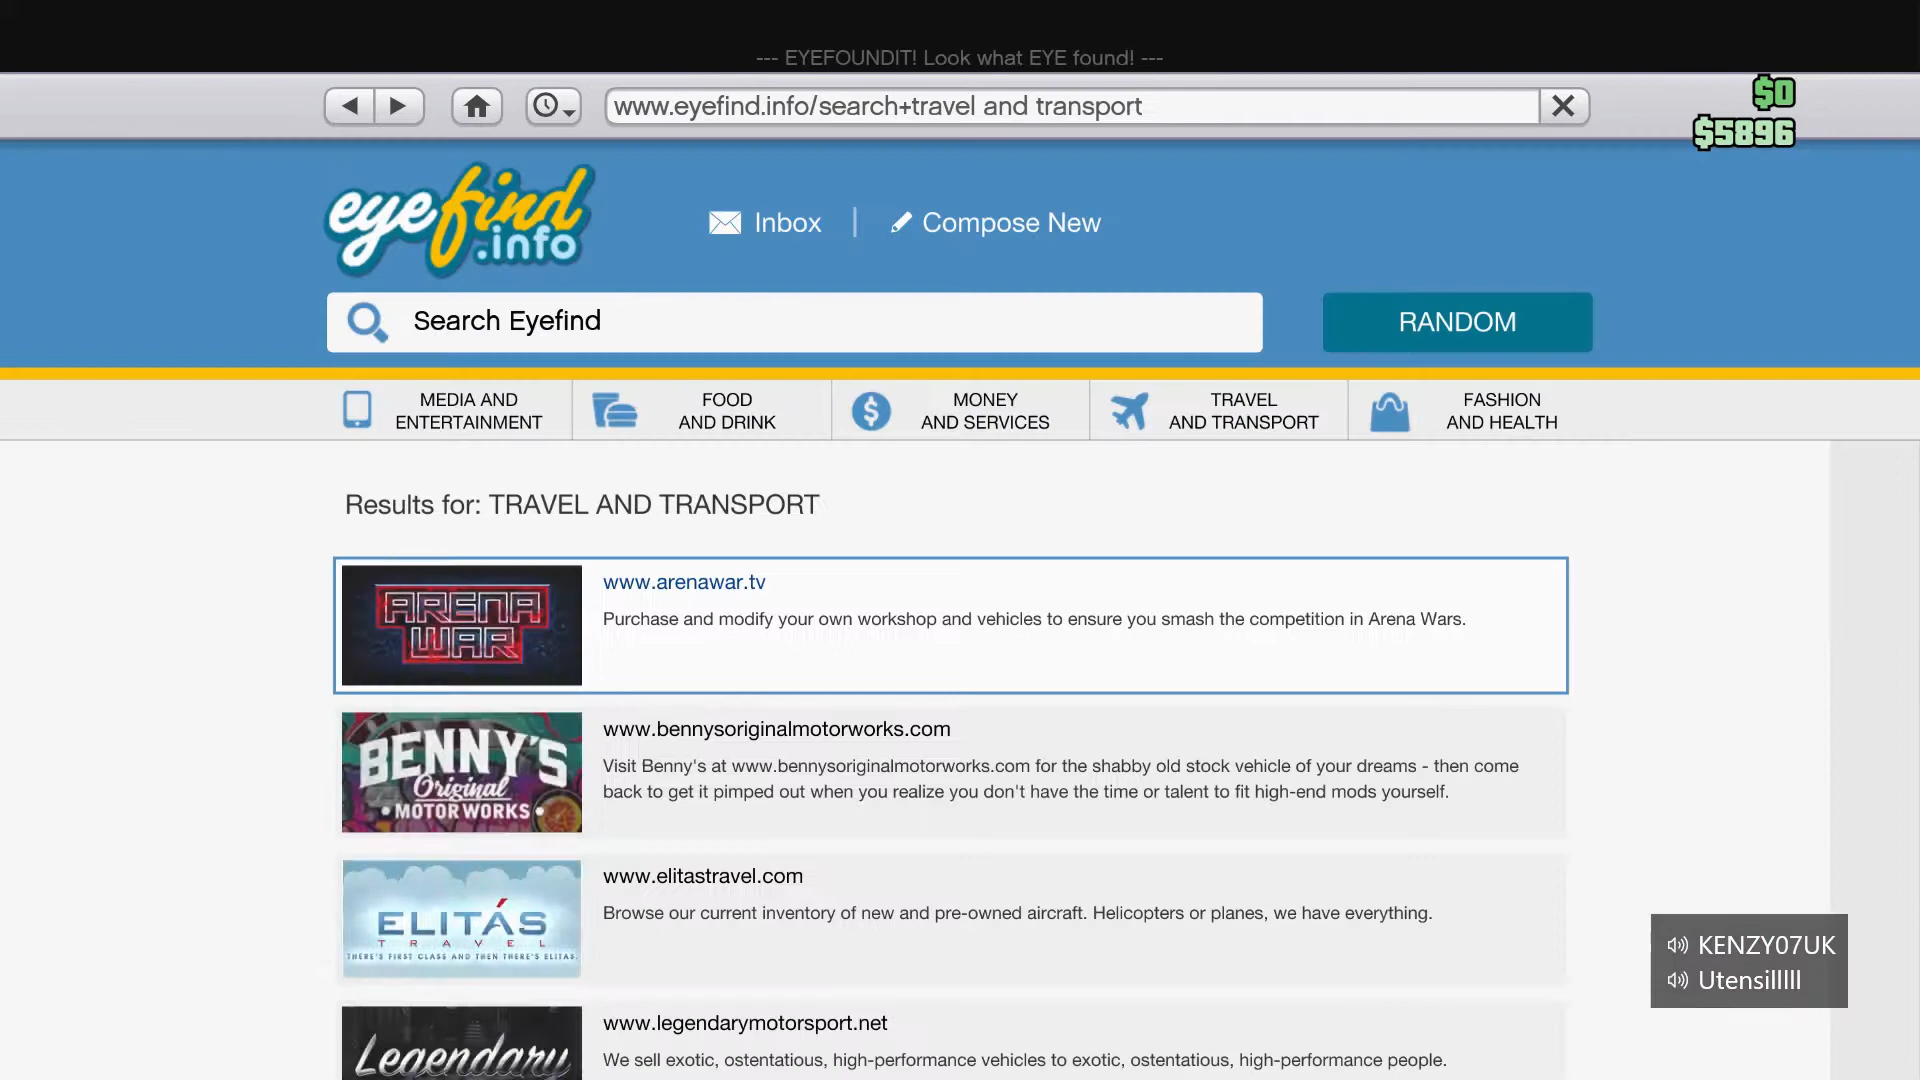 --- EYEFOUNDIT! Look what EYE found! ---
www.eyefind.info/search+travel and transport
$0
$5896
eyefind
.info
Inbox
Compose New
Search Eyefind
RANDOM
MEDIA AND
ENTERTAINMENT
FOOD
AND DRINK
MONEY
AND SERVICES
TRAVEL
AND TRANSPORT
FASHION
AND HEALTH
Results for: TRAVEL AND TRANSPORT
ARENA
WAR
www.arenawar.tv
Purchase and modify your own workshop and vehicles to ensure you smash the competition in Arena Wars.
BENNY'S
Original
• MOTOR WORKS •
www.bennysoriginalmotorworks.com
Visit Benny's at www.bennysoriginalmotorworks.com for the shabby old stock vehicle of your dreams - then come
back to get it pimped out when you realize you don't have the time or talent to fit high-end mods yourself.
ELITÁS
TRAVEL
THERE'S FIRST CLASS AND THEN THERE'S ELITAS.
www.elitastravel.com
Browse our current inventory of new and pre-owned aircraft. Helicopters or planes, we have everything.
KENZY07UK
Utensilllll
Legendary
www.legendarymotorsport.net
We sell exotic, ostentatious, high-performance vehicles to exotic, ostentatious, high-performance people.